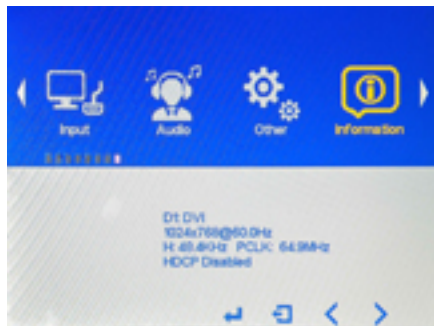 Input Audio Other Information
D1: DVI
1024x768@60.0Hz
H: 48.4KHz PCLK: 64.9MHz
HDCP Disabled